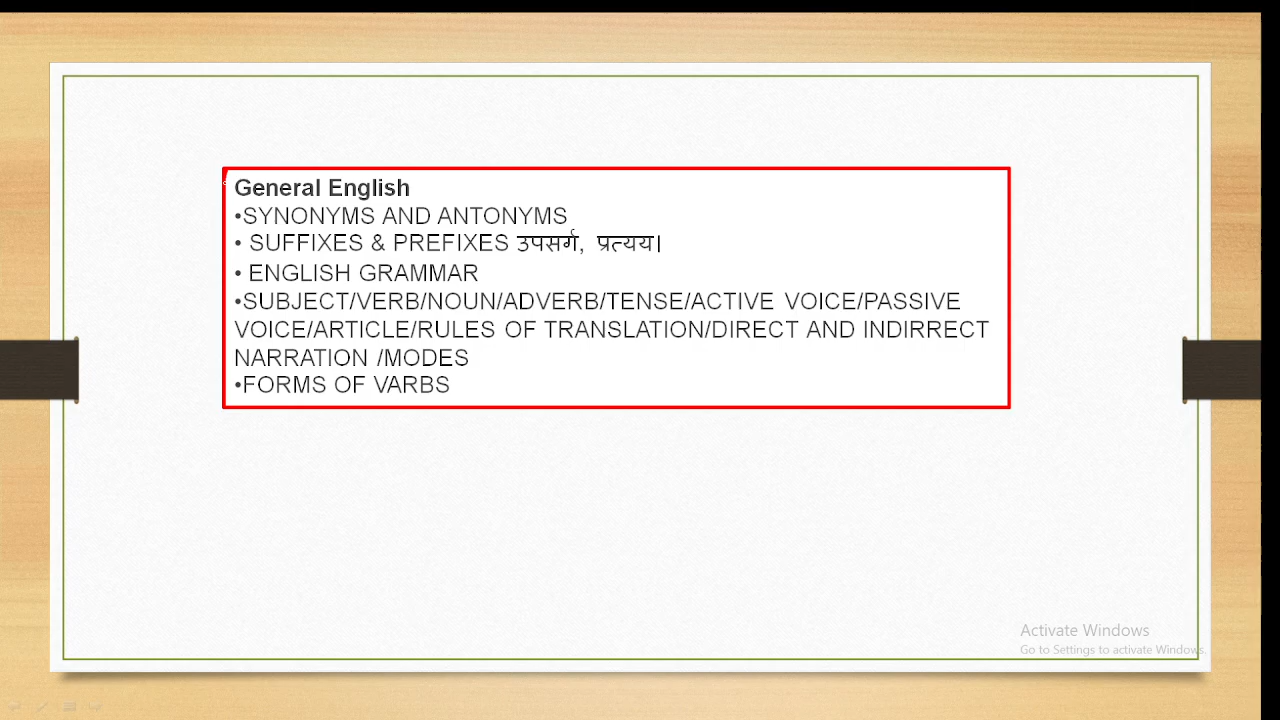 General English
•SYNONYMS AND ANTONYMS
• SUFFIXES & PREFIXES उपसर्ग, प्रत्यय।
• ENGLISH GRAMMAR
•SUBJECT/VERB/NOUN/ADVERB/TENSE/ACTIVE VOICE/PASSIVE
VOICE/ARTICLE/RULES OF TRANSLATION/DIRECT AND INDIRRECT
NARRATION /MODES
•FORMS OF VARBS
Activate Windows
Go to Settings to activate Windows.